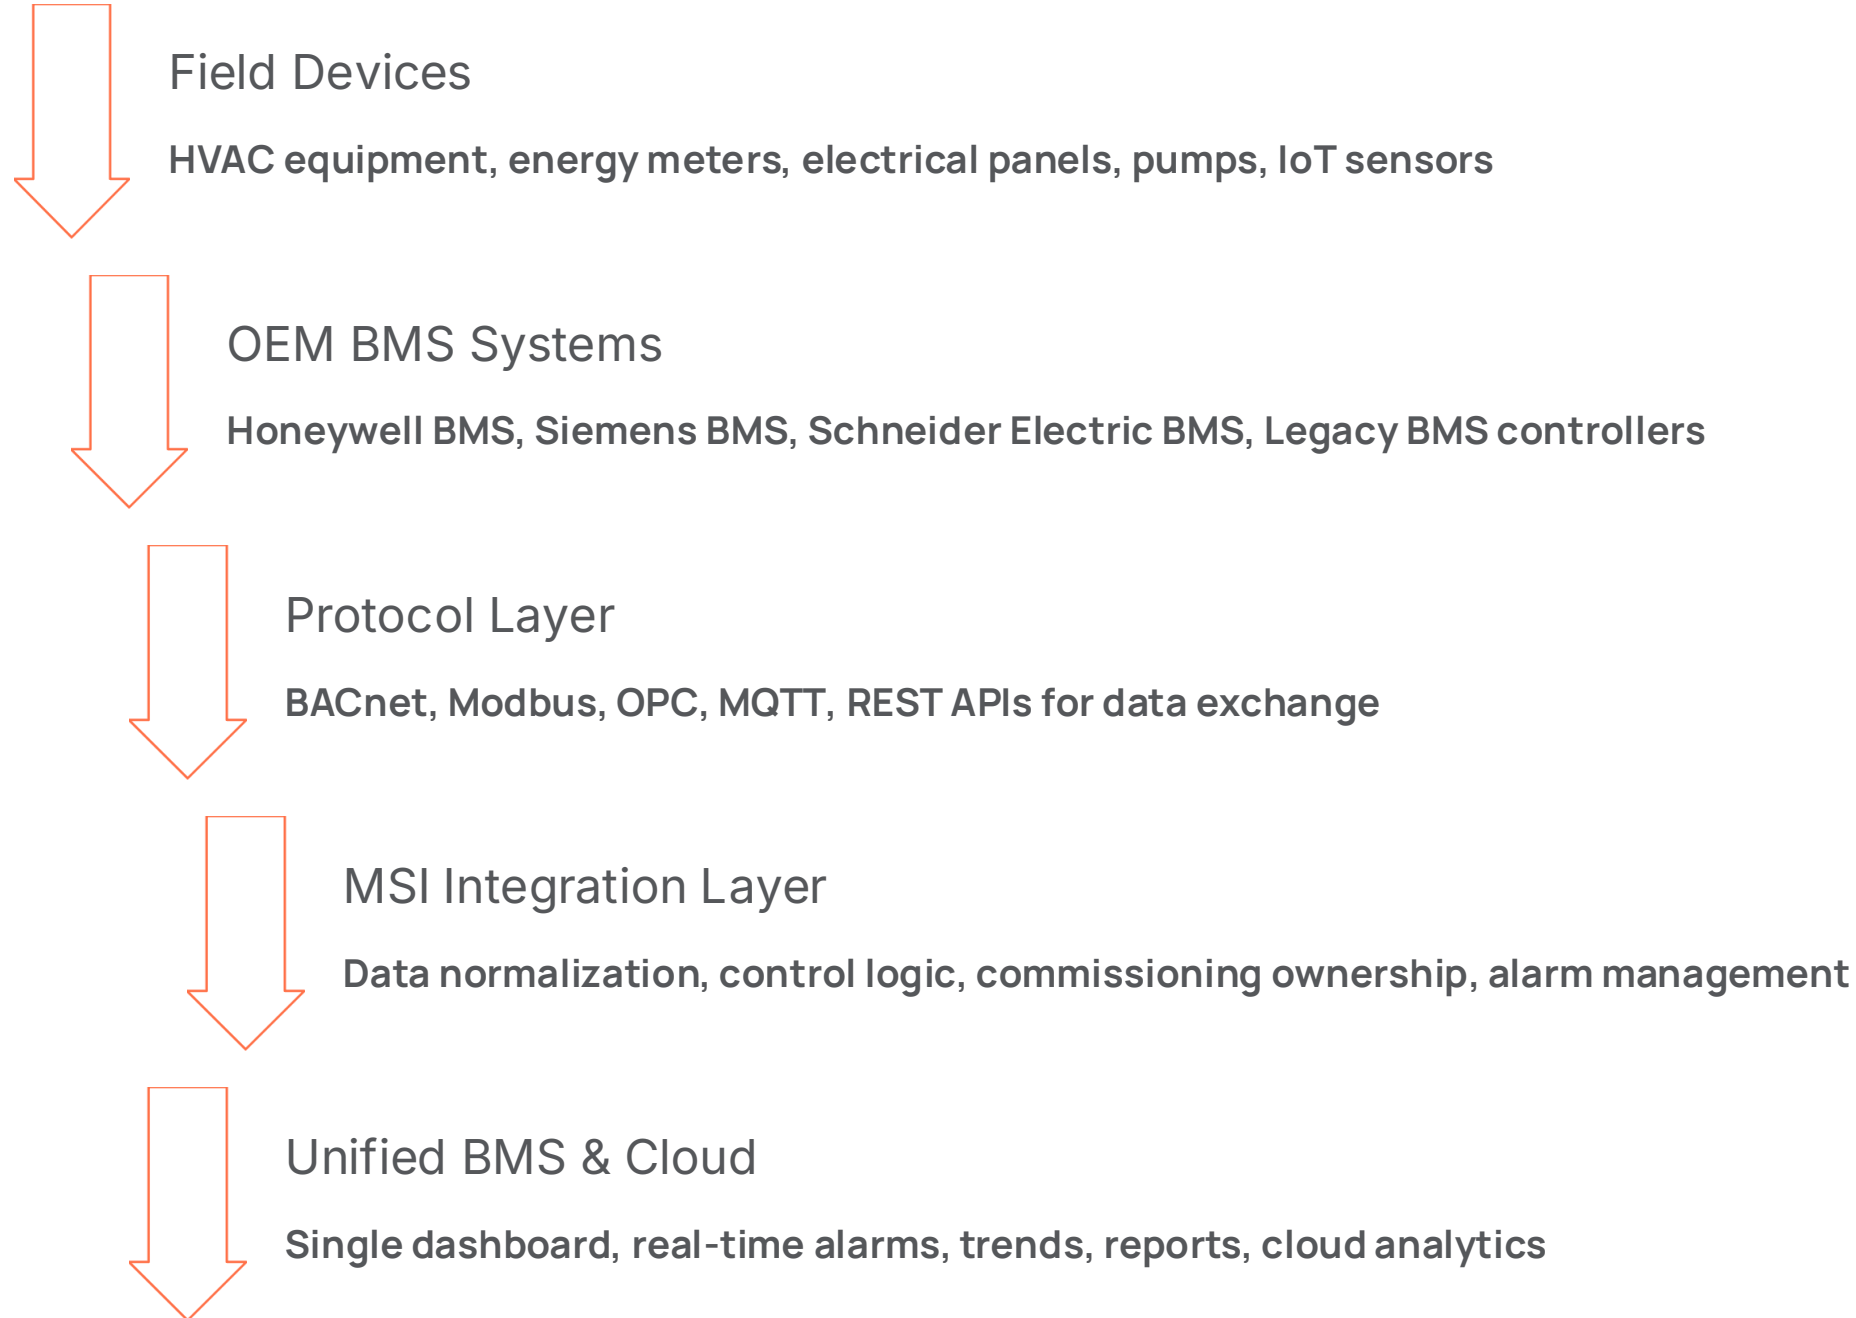 Field Devices
HVAC equipment, energy meters, electrical panels, pumps, IoT sensors
OEM BMS Systems
Honeywell BMS, Siemens BMS, Schneider Electric BMS, Legacy BMS controllers
Protocol Layer
BACnet, Modbus, OPC, MQTT, REST APIs for data exchange
MSI Integration Layer
Data normalization, control logic, commissioning ownership, alarm management
Unified BMS & Cloud
Single dashboard, real-time alarms, trends, reports, cloud analytics